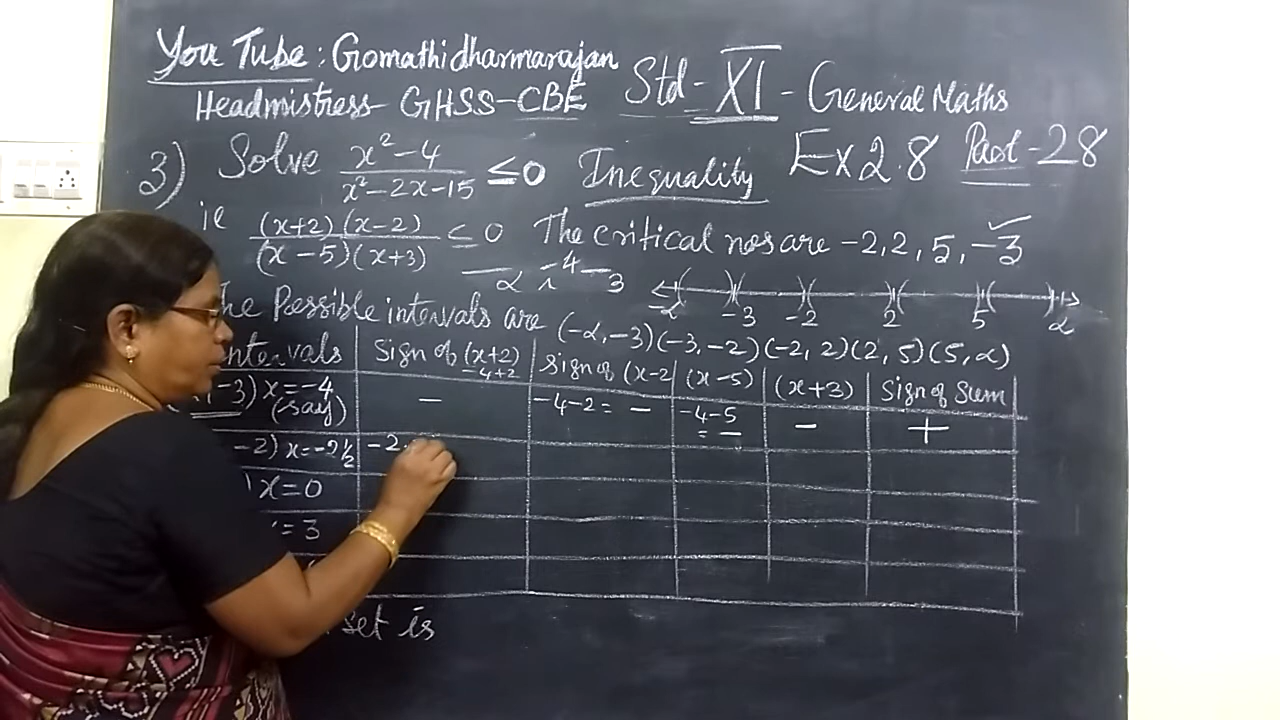 You Tube : Gomathidharmarajan
Headmistress - GHSS - CBE Std - XI - General Maths
3) Solve x² - 4 / x² - 2x - 15 ≤ 0 Inequality Ex 2.8 Part - 28
ie (x+2)(x-2) / (x-5)(x+3) ≤ 0 The critical nos are -2, 2, 5, -3
-4 3
-3 -2 2 5
Possible intervals are (-∝, -3)(-3, -2)(-2, 2)(2, 5)(5, ∝)
ntervals Sign of (x+2) Sign of (x-2 (x-5) (x+3) Sign of Sum
-4+2
-3) x = -4 (say) - -4-2 = - -4-5 = - - +
-2) x = -2½ -2
x = 0
= 3
set is